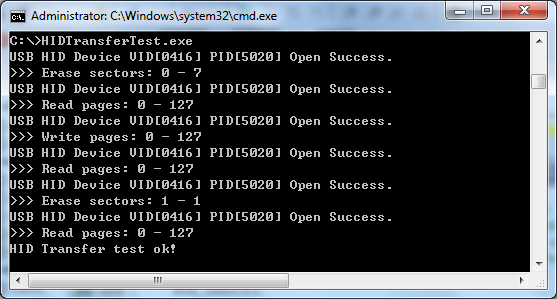 Administrator: C:\Windows\system32\cmd.exe
C:\>HIDTransferTest.exe
USB HID Device VID[0416] PID[5020] Open Success.
>>> Erase sectors: 0 - 7
USB HID Device VID[0416] PID[5020] Open Success.
>>> Read pages: 0 - 127
USB HID Device VID[0416] PID[5020] Open Success.
>>> Write pages: 0 - 127
USB HID Device VID[0416] PID[5020] Open Success.
>>> Read pages: 0 - 127
USB HID Device VID[0416] PID[5020] Open Success.
>>> Erase sectors: 1 - 1
USB HID Device VID[0416] PID[5020] Open Success.
>>> Read pages: 0 - 127
HID Transfer test ok!